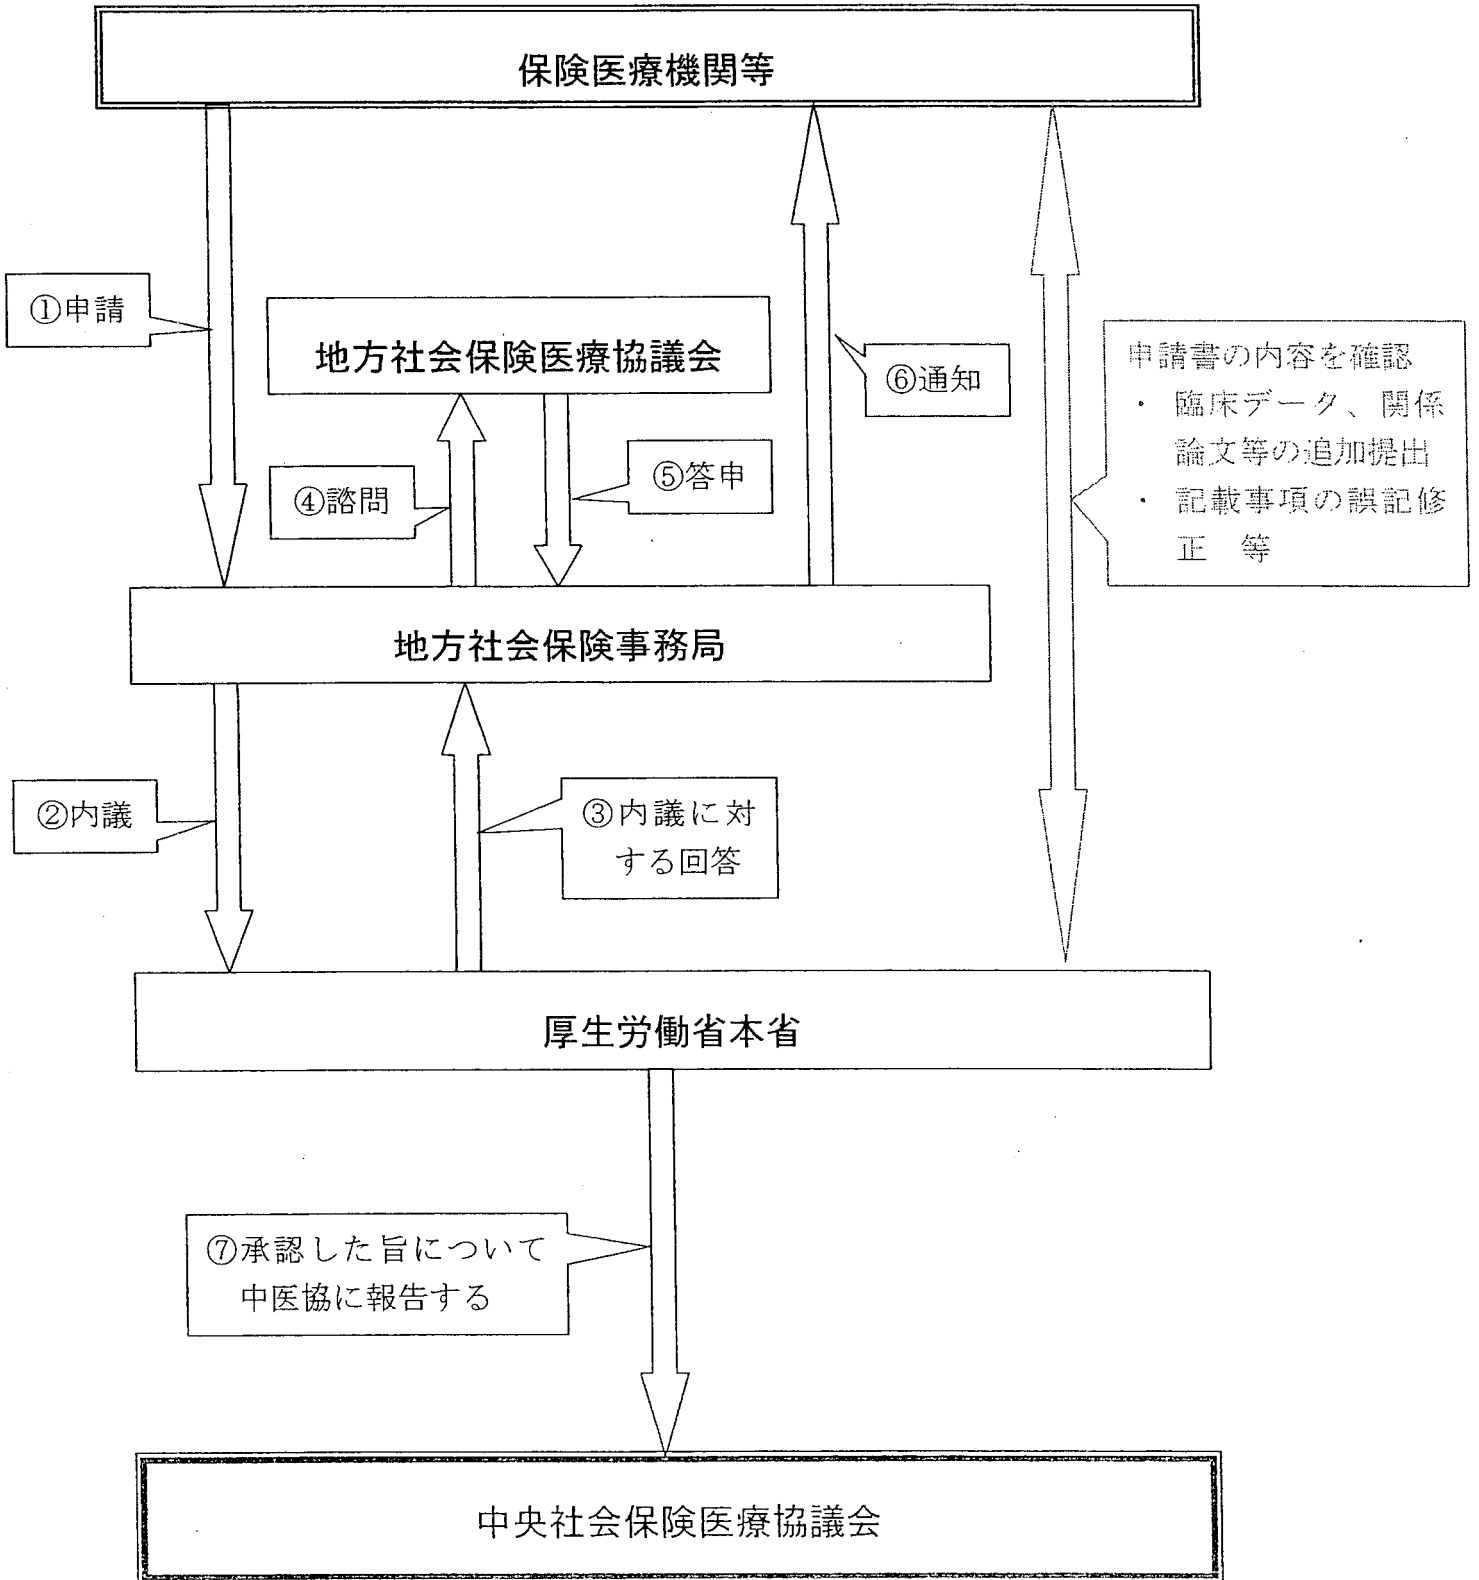 保険医療機関等
①申請
地方社会保険医療協議会
⑥通知
申請書の内容を確認
・ 臨床データ、関係
論文等の追加提出
・ 記載事項の誤記修
正 等
④諮問
⑤答申
地方社会保険事務局
②内議
③内議に対
する回答
厚生労働省本省
⑦承認した旨について
中医協に報告する
中央社会保険医療協議会